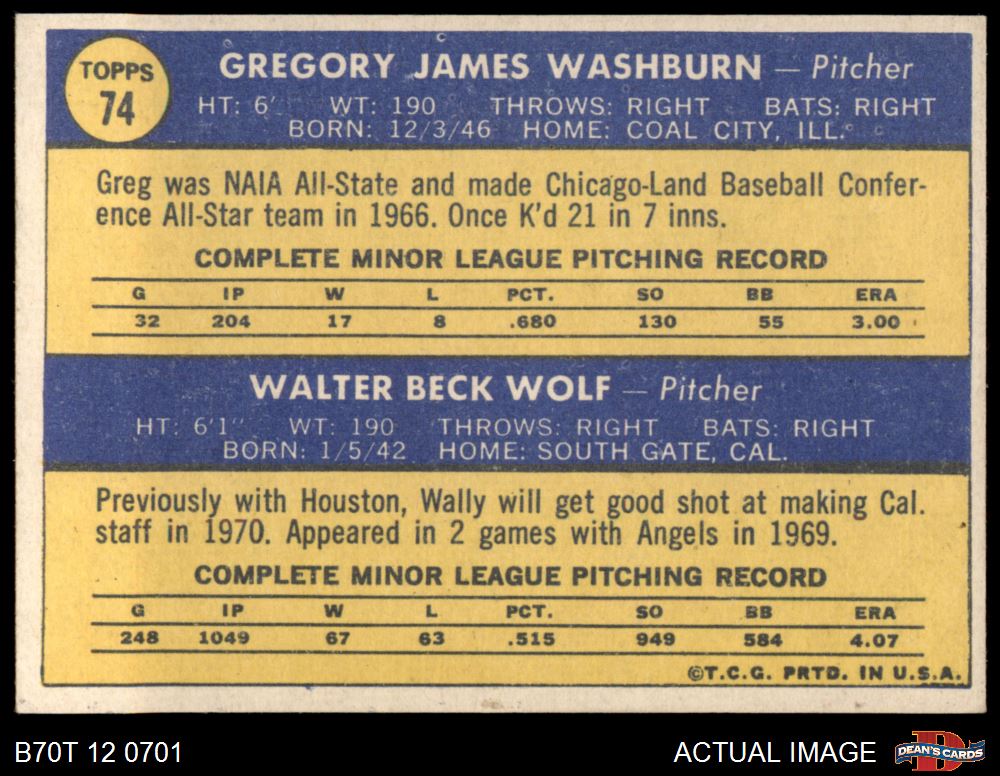 TOPPS
74
GREGORY JAMES WASHBURN — Pitcher
HT: 6' WT: 190 THROWS: RIGHT BATS: RIGHT
BORN: 12/3/46 HOME: COAL CITY, ILL.
Greg was NAIA All-State and made Chicago-Land Baseball Confer-
ence All-Star team in 1966. Once K'd 21 in 7 inns.
COMPLETE MINOR LEAGUE PITCHING RECORD
G IP W L PCT. SO BB ERA
32 204 17 8 .680 130 55 3.00
WALTER BECK WOLF — Pitcher
HT: 6'1" WT: 190 THROWS: RIGHT BATS: RIGHT
BORN: 1/5/42 HOME: SOUTH GATE, CAL.
Previously with Houston, Wally will get good shot at making Cal.
staff in 1970. Appeared in 2 games with Angels in 1969.
COMPLETE MINOR LEAGUE PITCHING RECORD
G IP W L PCT. SO BB ERA
248 1049 67 63 .515 949 584 4.07
©T.C.G. PRTD. IN U.S.A.
B70T 12 0701 ACTUAL IMAGE DEAN'S CARDS